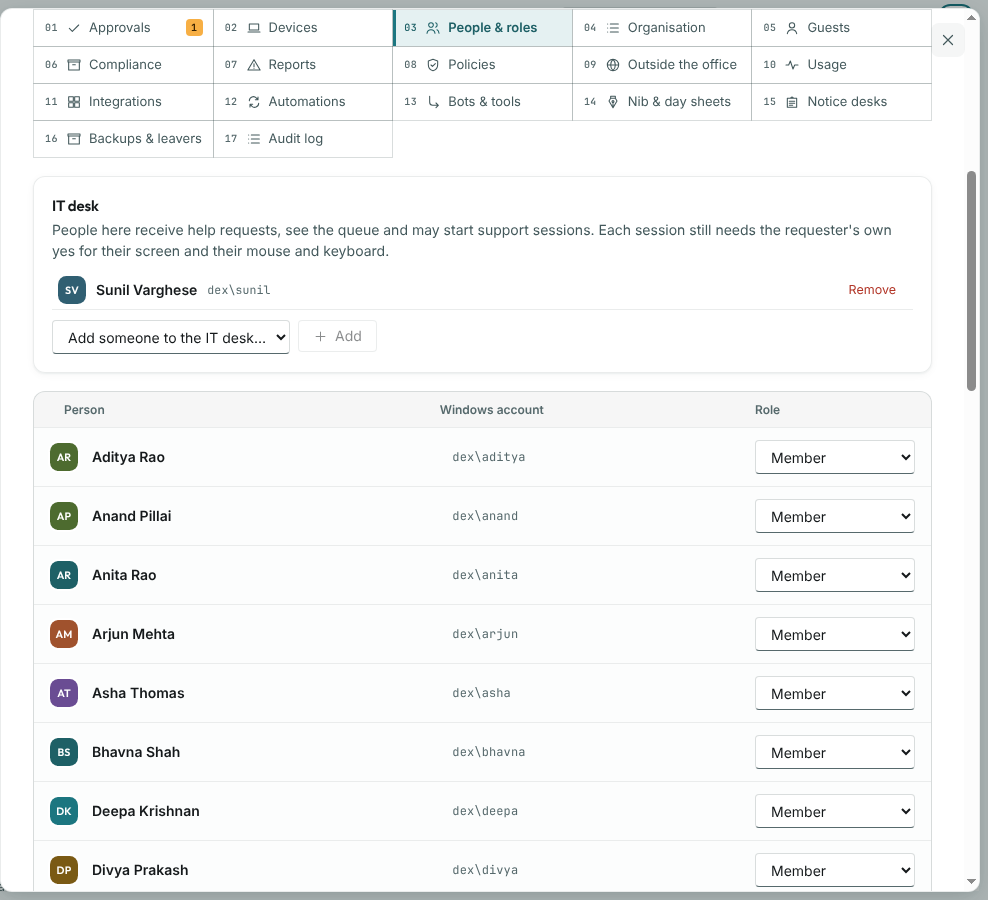 01 Approvals 1
02 Devices
03 People & roles
04 Organisation
05 Guests
06 Compliance
07 Reports
08 Policies
09 Outside the office
10 Usage
11 Integrations
12 Automations
13 Bots & tools
14 Nib & day sheets
15 Notice desks
16 Backups & leavers
17 Audit log
IT desk
People here receive help requests, see the queue and may start support sessions. Each session still needs the requester's own
yes for their screen and their mouse and keyboard.
SV Sunil Varghese dex\sunil Remove
Add someone to the IT desk... + Add
Person Windows account Role
AR Aditya Rao dex\aditya Member
AP Anand Pillai dex\anand Member
AR Anita Rao dex\anita Member
AM Arjun Mehta dex\arjun Member
AT Asha Thomas dex\asha Member
BS Bhavna Shah dex\bhavna Member
DK Deepa Krishnan dex\deepa Member
DP Divya Prakash dex\divya Member